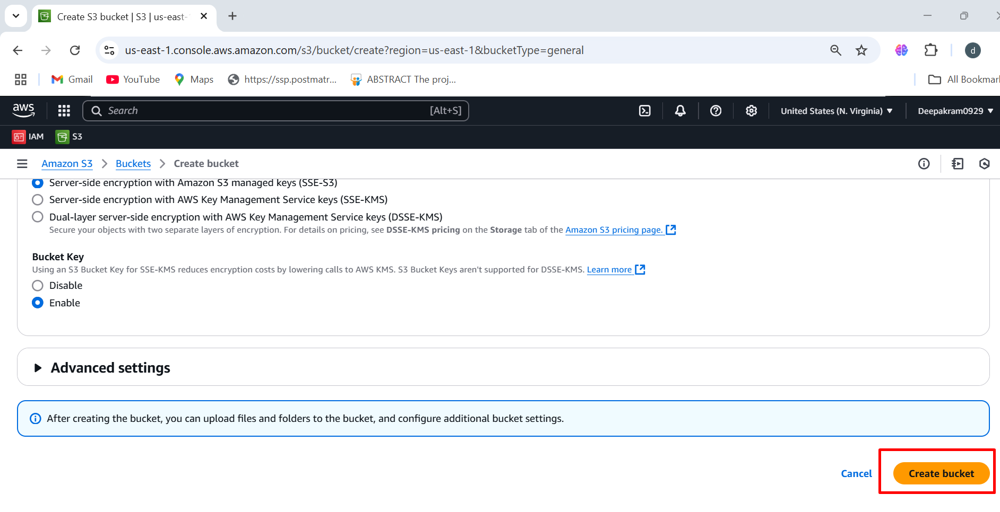 Create S3 bucket | S3 | us-east-
us-east-1.console.aws.amazon.com/s3/bucket/create?region=us-east-1&bucketType=general
d
Gmail
YouTube
Maps
https://ssp.postmatr...
ABSTRACT The proj...
All Bookmar
aws
Search
[Alt+S]
United States (N. Virginia)
Deepakram0929
IAM
S3
Amazon S3
Buckets
Create bucket
Server-side encryption with Amazon S3 managed keys (SSE-S3)
Server-side encryption with AWS Key Management Service keys (SSE-KMS)
Dual-layer server-side encryption with AWS Key Management Service keys (DSSE-KMS)
Secure your objects with two separate layers of encryption. For details on pricing, see DSSE-KMS pricing on the Storage tab of the Amazon S3 pricing page.
Bucket Key
Using an S3 Bucket Key for SSE-KMS reduces encryption costs by lowering calls to AWS KMS. S3 Bucket Keys aren't supported for DSSE-KMS. Learn more
Disable
Enable
Advanced settings
After creating the bucket, you can upload files and folders to the bucket, and configure additional bucket settings.
Cancel
Create bucket